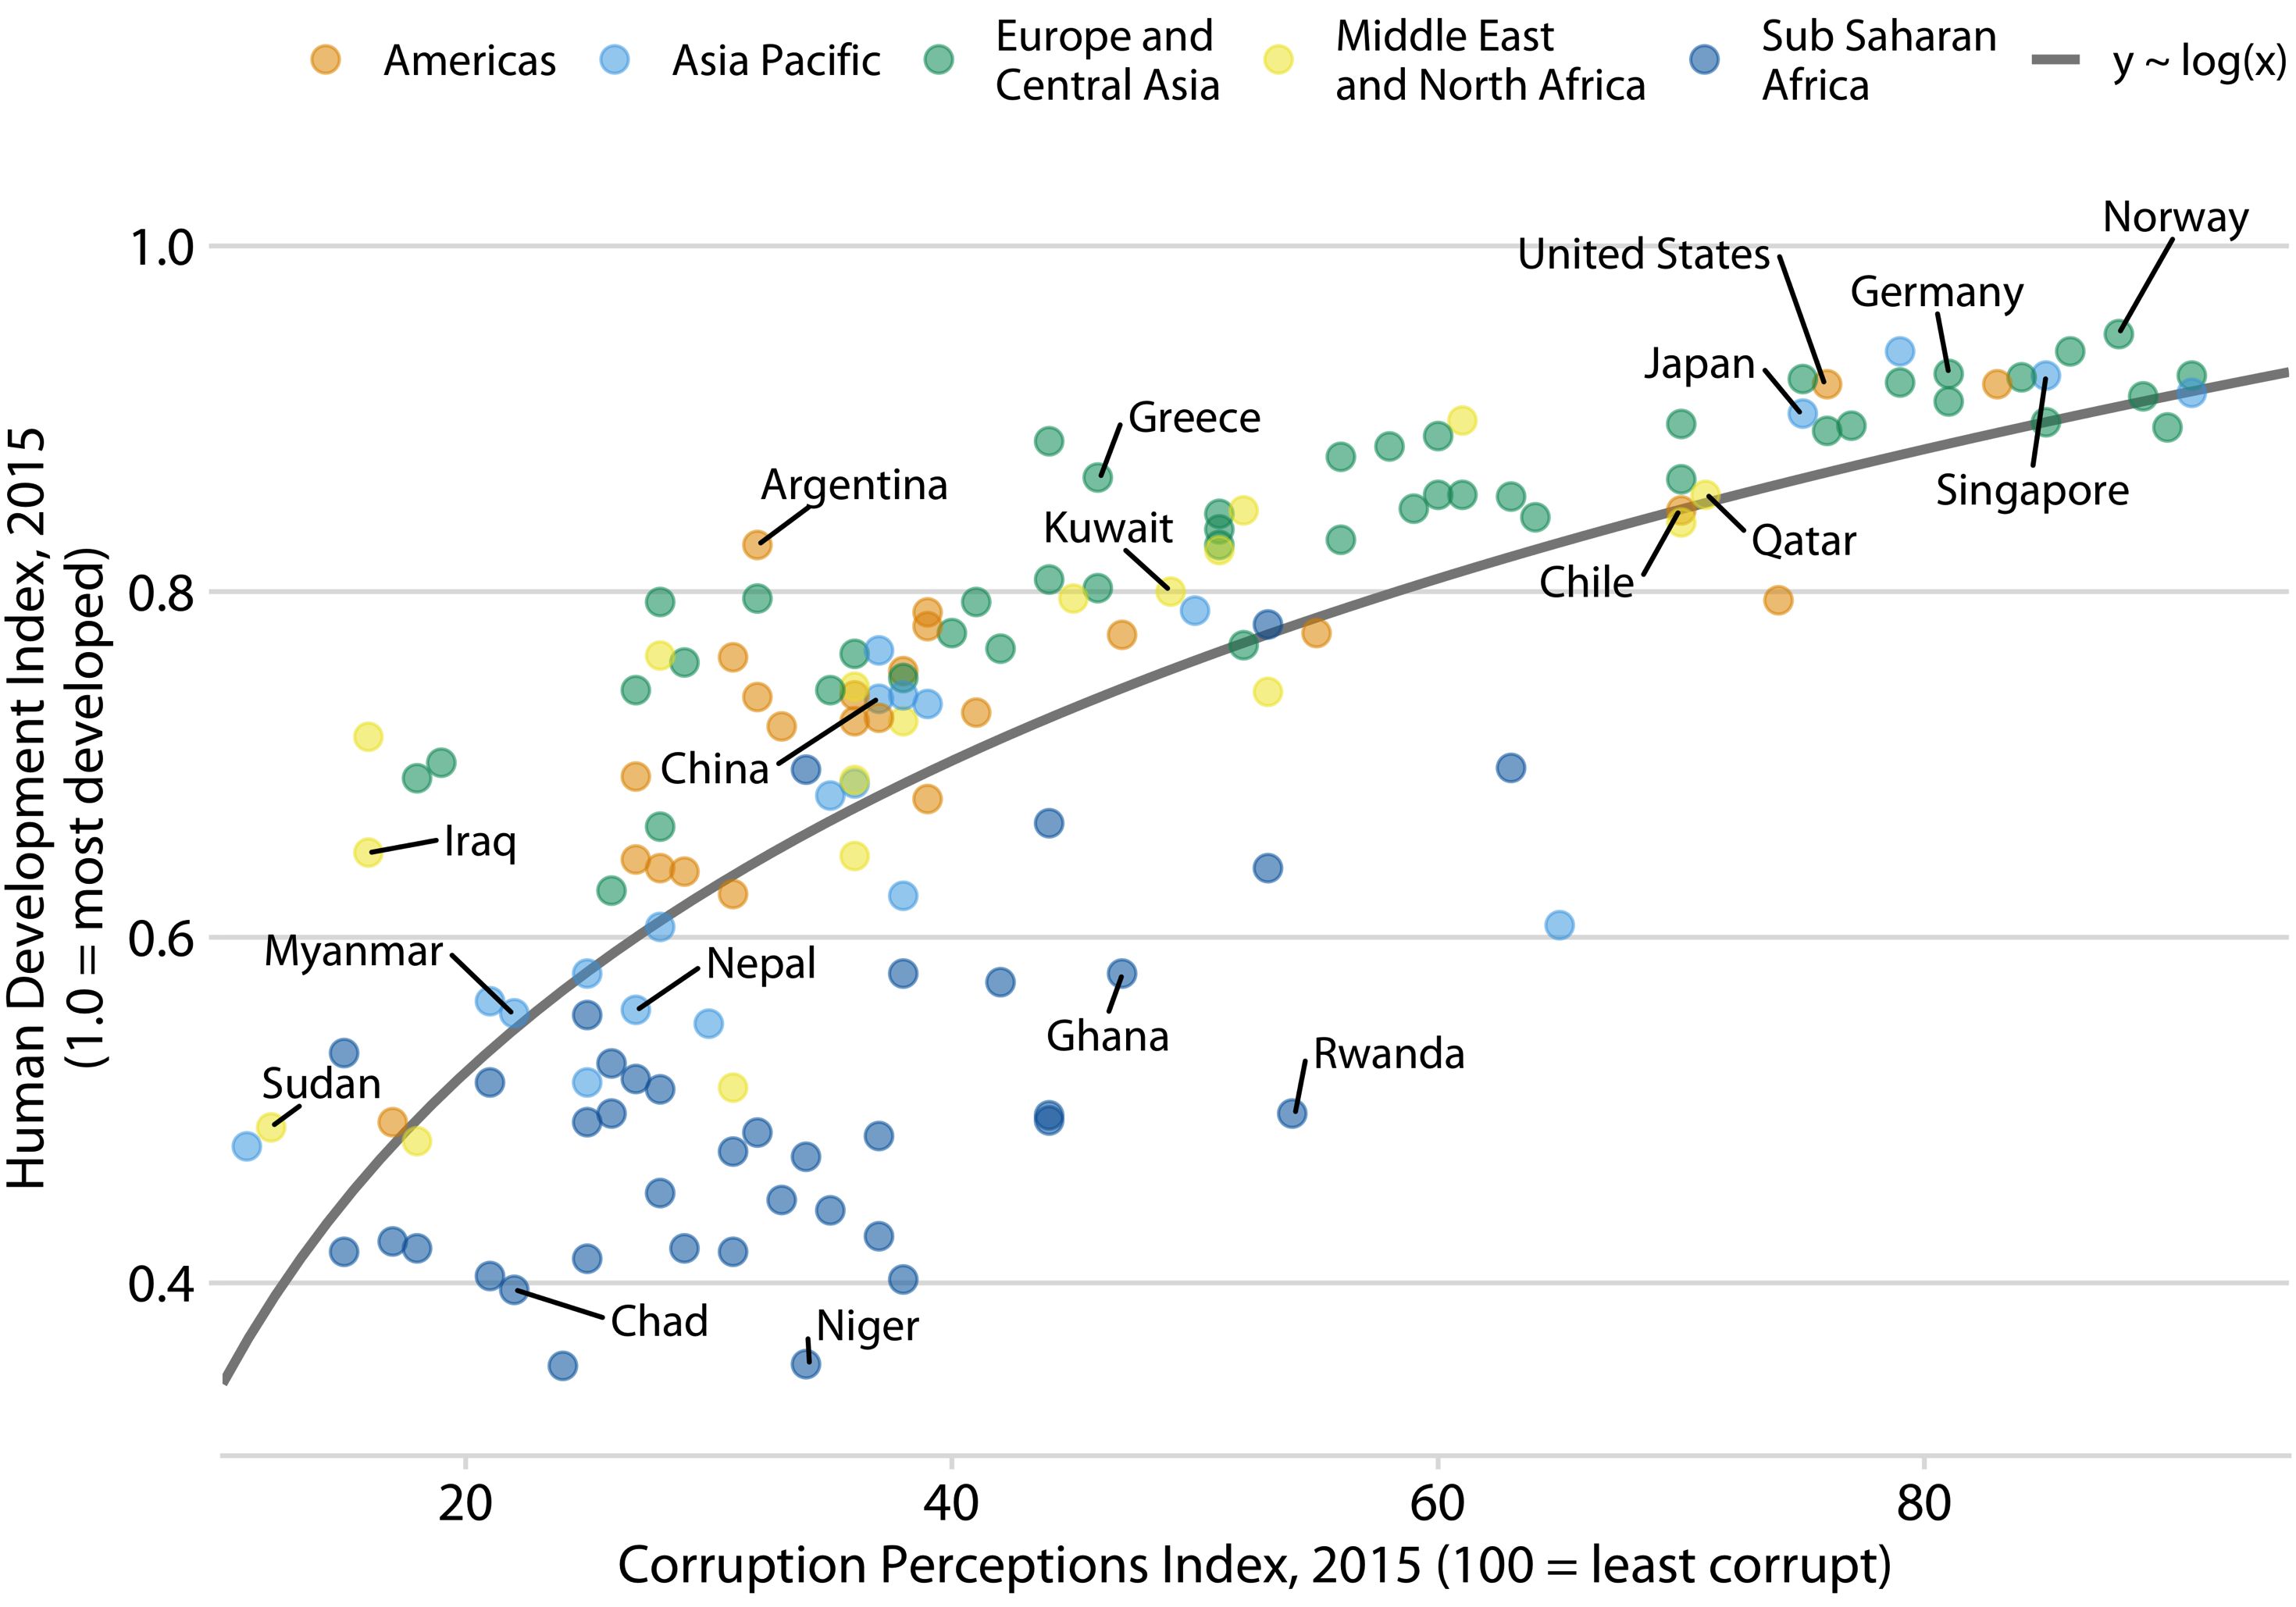 Americas
Asia Pacific
Europe and
Central Asia
Middle East
and North Africa
Sub Saharan
Africa
y ~ log(x)
Human Development Index, 2015
(1.0 = most developed)
1.0
0.8
0.6
0.4
Norway
United States
Germany
Japan
Greece
Argentina
Singapore
Kuwait
Qatar
Chile
China
Iraq
Myanmar
Nepal
Ghana
Rwanda
Sudan
Chad
Niger
20
40
60
80
Corruption Perceptions Index, 2015 (100 = least corrupt)